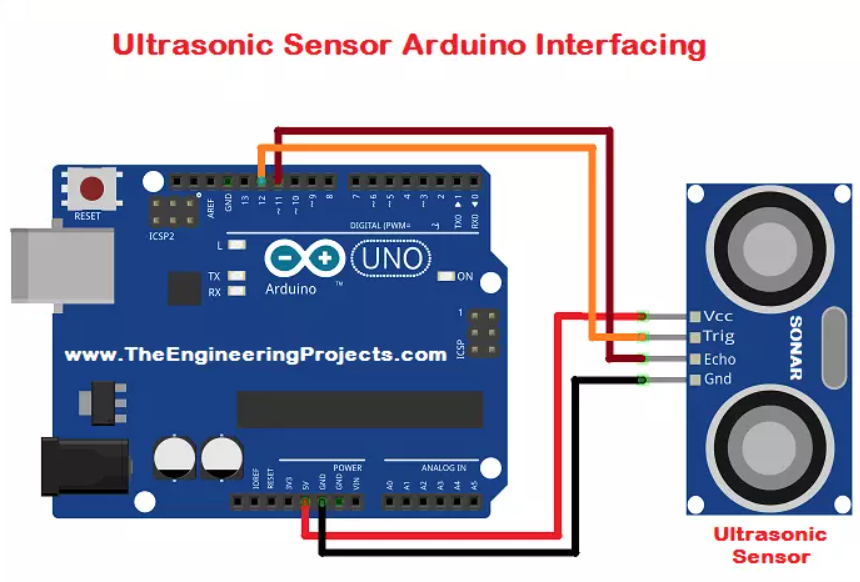 Ultrasonic Sensor Arduino Interfacing
RESET
ICSP2
AREF
GND
13
12
~11
~10
~9
8
7
~6
~5
4
~3
2
TX0 ▶ 1
RX0 ◀ 0
DIGITAL (PWM= ~)
L
TX
RX
Arduino
™
UNO
ON
1
ICSP
www.TheEngineeringProjects.com
Vcc
Trig
Echo
Gnd
SONAR
POWER
ANALOG IN
IOREF
RESET
3V3
5V
GND
GND
VIN
A0
A1
A2
A3
A4
A5
Ultrasonic
Sensor